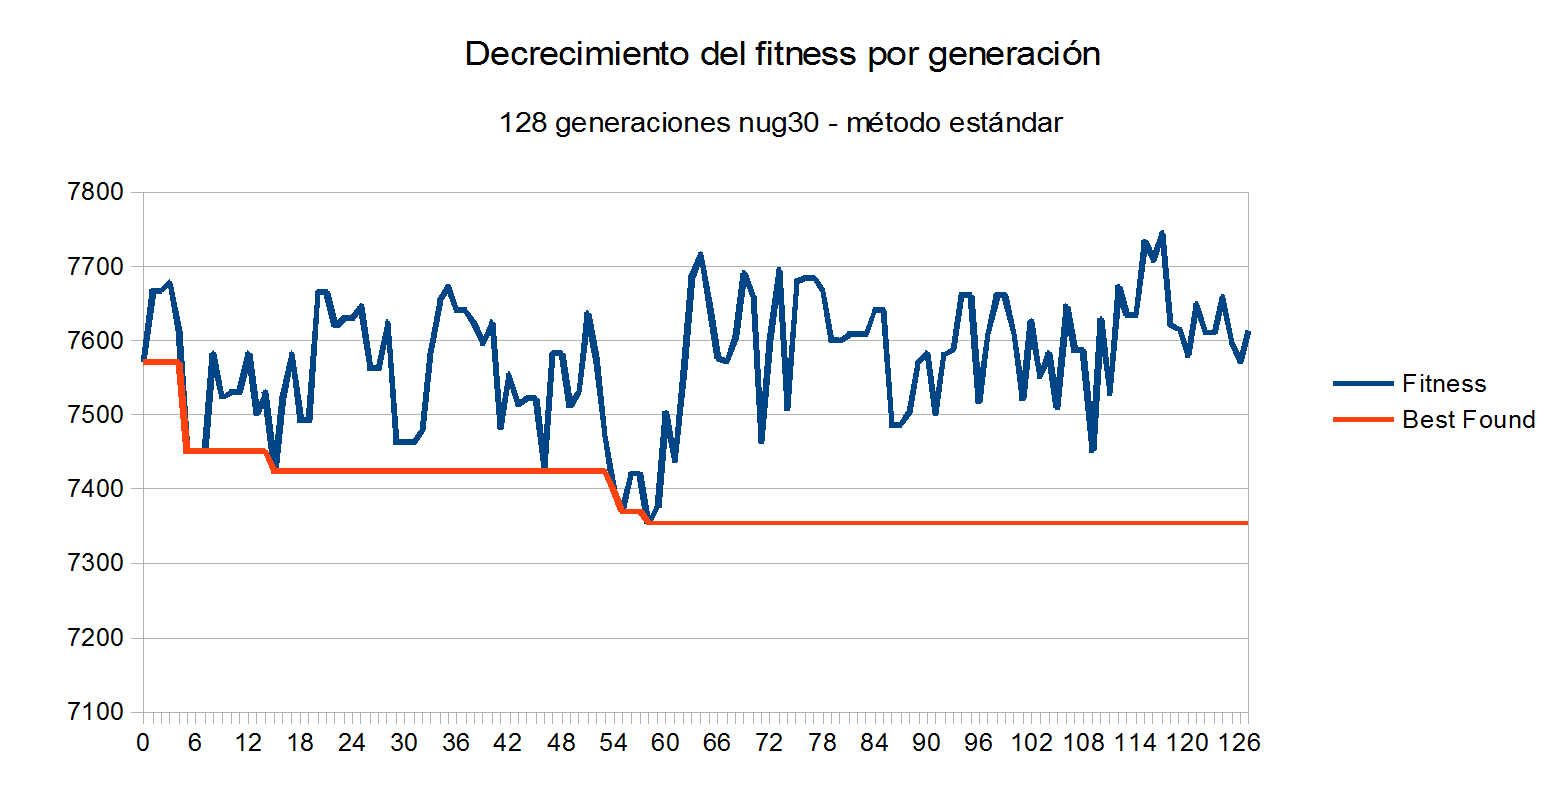 Decrecimiento del fitness por generación
128 generaciones nug30 - método estándar
7800
7700
7600
7500
7400
7300
7200
7100
0 6 12 18 24 30 36 42 48 54 60 66 72 78 84 90 96 102 108 114 120 126
Fitness
Best Found